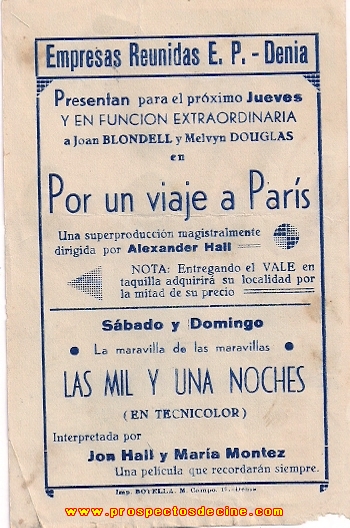 Empresas Reunidas E. P. - Denia
Presentan para el próximo Jueves
Y EN FUNCION EXTRAORDINARIA
a Joan BLONDELL y Melvyn DOUGLAS
en
Por un viaje a París
Una superproducción magistralmente
dirigida por Alexander Hall
NOTA: Entregando el VALE en
taquilla adquirirá su localidad por
la mitad de su precio
Sábado y Domingo
La maravilla de las maravillas
LAS MIL Y UNA NOCHES
(EN TECNICOLOR)
Interpretada por
Jon Hall y María Montez
Una película que recordarán siempre.
Imp. BOTELLA, M. Campo,
www.prospectosdecine.com